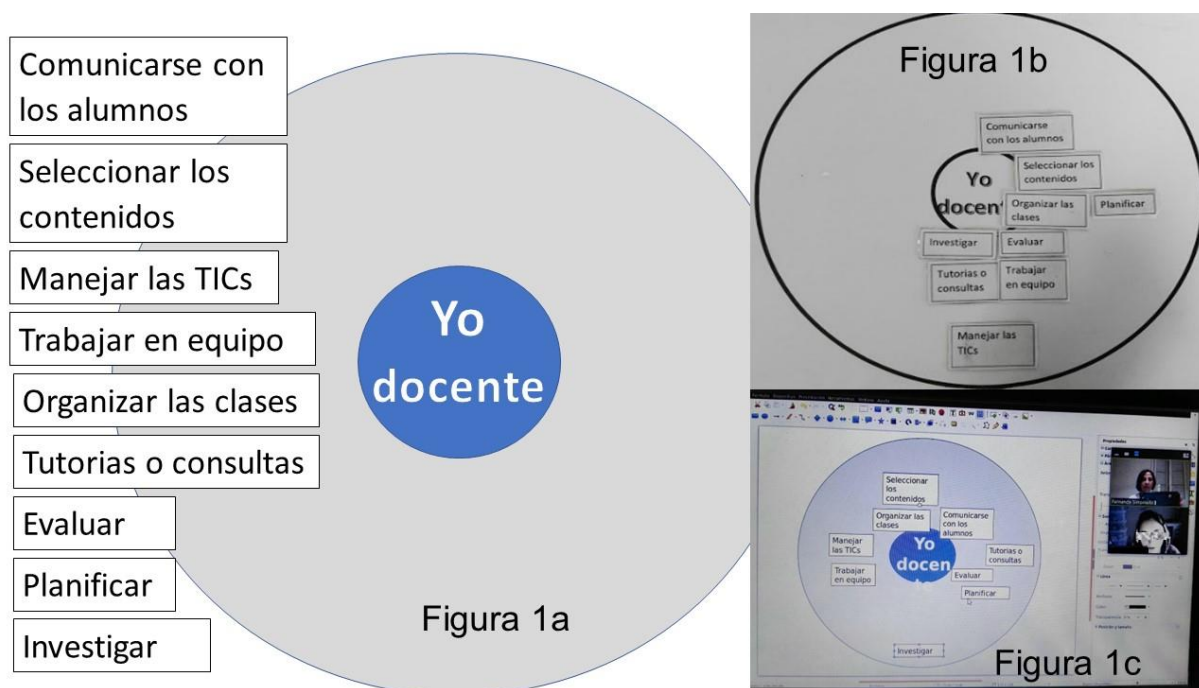 Comunicarse con
los alumnos
Seleccionar los
contenidos
Manejar las TICs
Trabajar en equipo
Organizar las clases
Tutorias o consultas
Evaluar
Planificar
Investigar
Yo
docente
Figura 1a
Figura 1b
Comunicarse
con los alumnos
Seleccionar los
contenidos
Yo
docent
Organizar las
clases
Planificar
Investigar
Evaluar
Tutorias o
consultas
Trabajar
en equipo
Manejar las
TICs
Seleccionar
los
contenidos
Organizar las
clases
Comunicarse
con los
alumnos
Manejar
las TICs
Yo
docen
Tutorias o
consultas
Trabajar
en equipo
Evaluar
Planificar
Investigar
Figura 1c